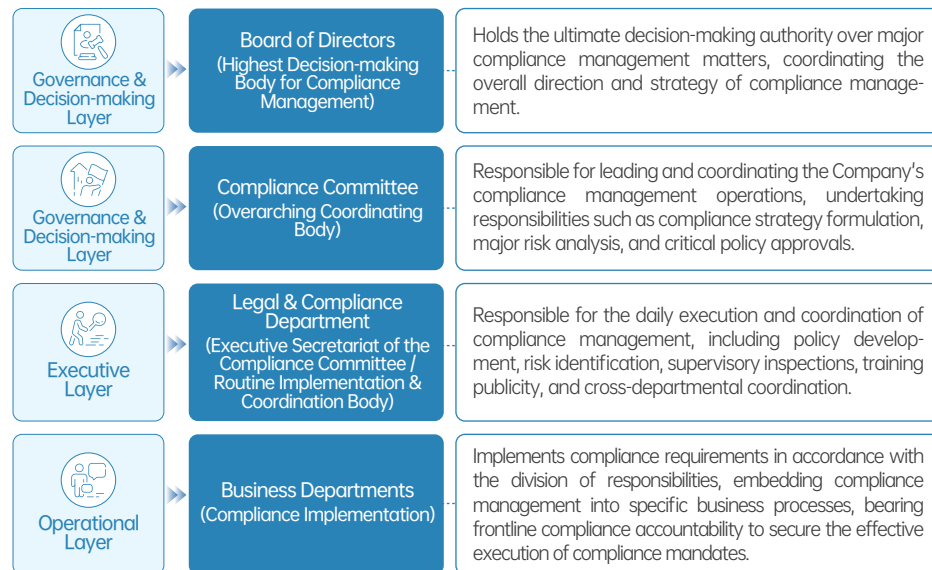 Governance &
Decision-making
Layer
Board of Directors
(Highest Decision-making
Body for Compliance
Management)
Holds the ultimate decision-making authority over major
compliance management matters, coordinating the
overall direction and strategy of compliance manage-
ment.
Governance &
Decision-making
Layer
Compliance Committee
(Overarching Coordinating
Body)
Responsible for leading and coordinating the Company's
compliance management operations, undertaking
responsibilities such as compliance strategy formulation,
major risk analysis, and critical policy approvals.
Executive
Layer
Legal & Compliance
Department
(Executive Secretariat of the
Compliance Committee /
Routine Implementation &
Coordination Body)
Responsible for the daily execution and coordination of
compliance management, including policy develop-
ment, risk identification, supervisory inspections, training
publicity, and cross-departmental coordination.
Operational
Layer
Business Departments
(Compliance Implementation)
Implements compliance requirements in accordance with
the division of responsibilities, embedding compliance
management into specific business processes, bearing
frontline compliance accountability to secure the effective
execution of compliance mandates.